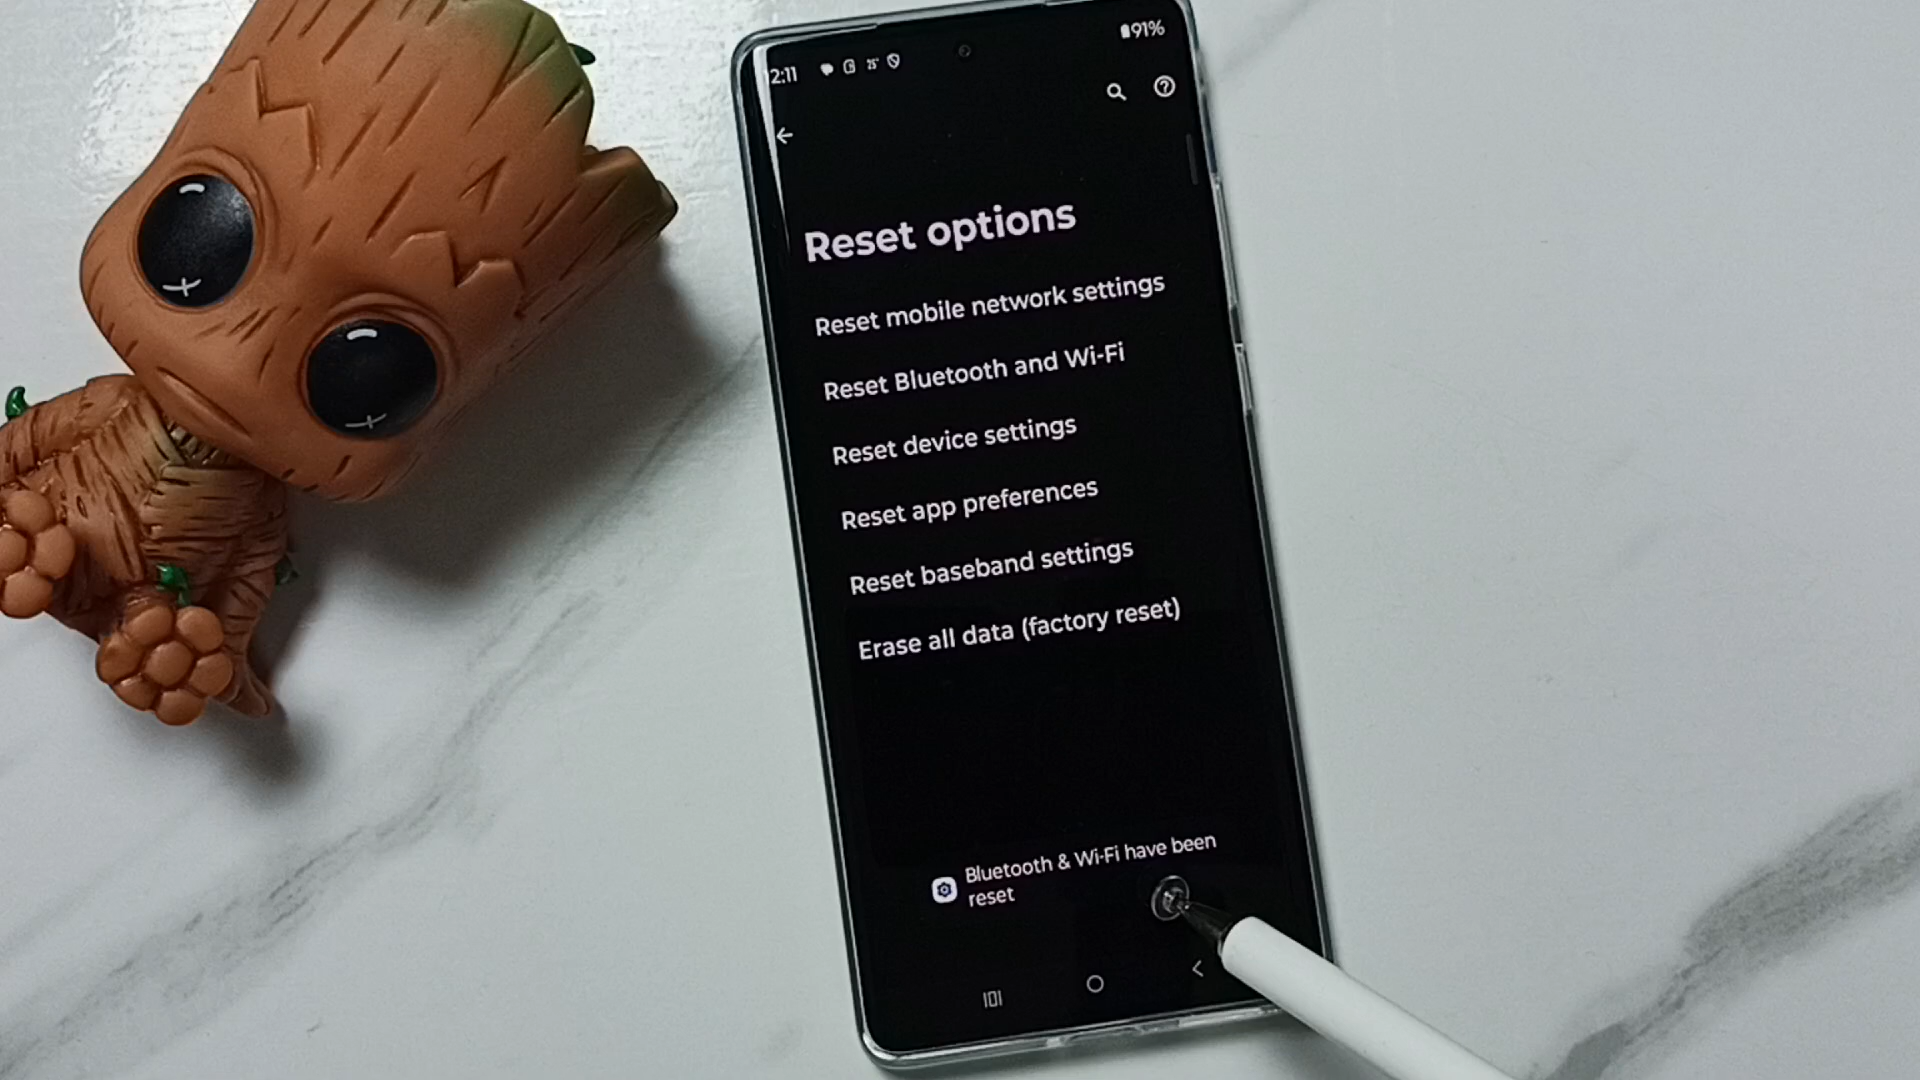 2:11
25°
91%
Reset options
Reset mobile network settings
Reset Bluetooth and Wi-Fi
Reset device settings
Reset app preferences
Reset baseband settings
Erase all data (factory reset)
Bluetooth & Wi-Fi have been
reset